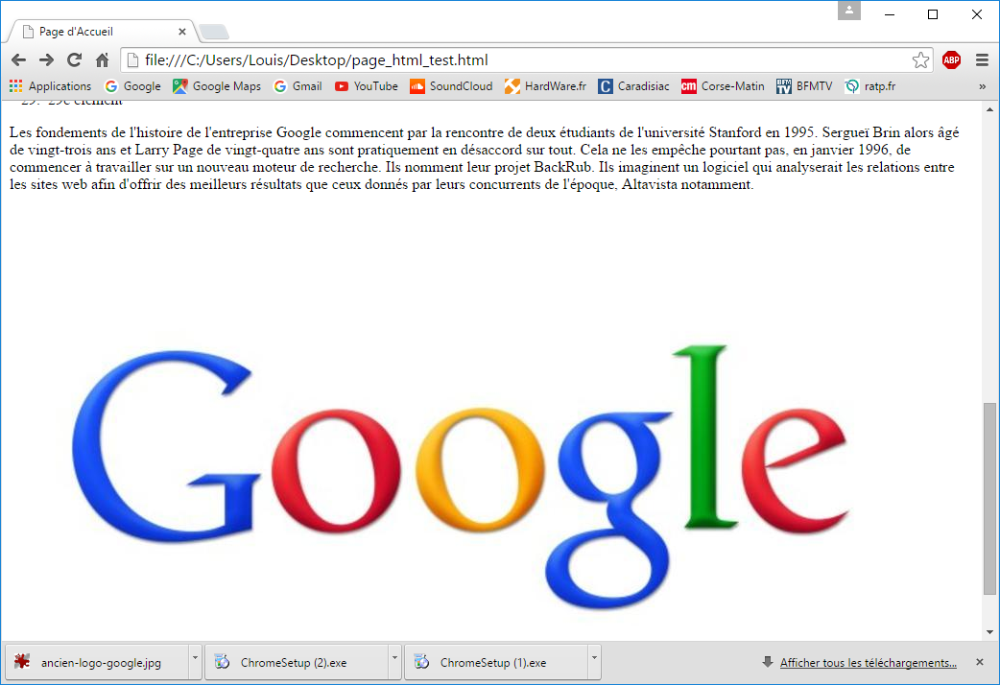 Page d'Accueil
file:///C:/Users/Louis/Desktop/page_html_test.html
ABP
Applications Google Google Maps Gmail YouTube SoundCloud HardWare.fr Caradisiac Corse-Matin BFMTV ratp.fr »
29. 29e élément
Les fondements de l'histoire de l'entreprise Google commencent par la rencontre de deux étudiants de l'université Stanford en 1995. Sergueï Brin alors âgé
de vingt-trois ans et Larry Page de vingt-quatre ans sont pratiquement en désaccord sur tout. Cela ne les empêche pourtant pas, en janvier 1996, de
commencer à travailler sur un nouveau moteur de recherche. Ils nomment leur projet BackRub. Ils imaginent un logiciel qui analyserait les relations entre
les sites web afin d'offrir des meilleurs résultats que ceux donnés par leurs concurrents de l'époque, Altavista notamment.
Google
ancien-logo-google.jpg ChromeSetup (2).exe ChromeSetup (1).exe Afficher tous les téléchargements...